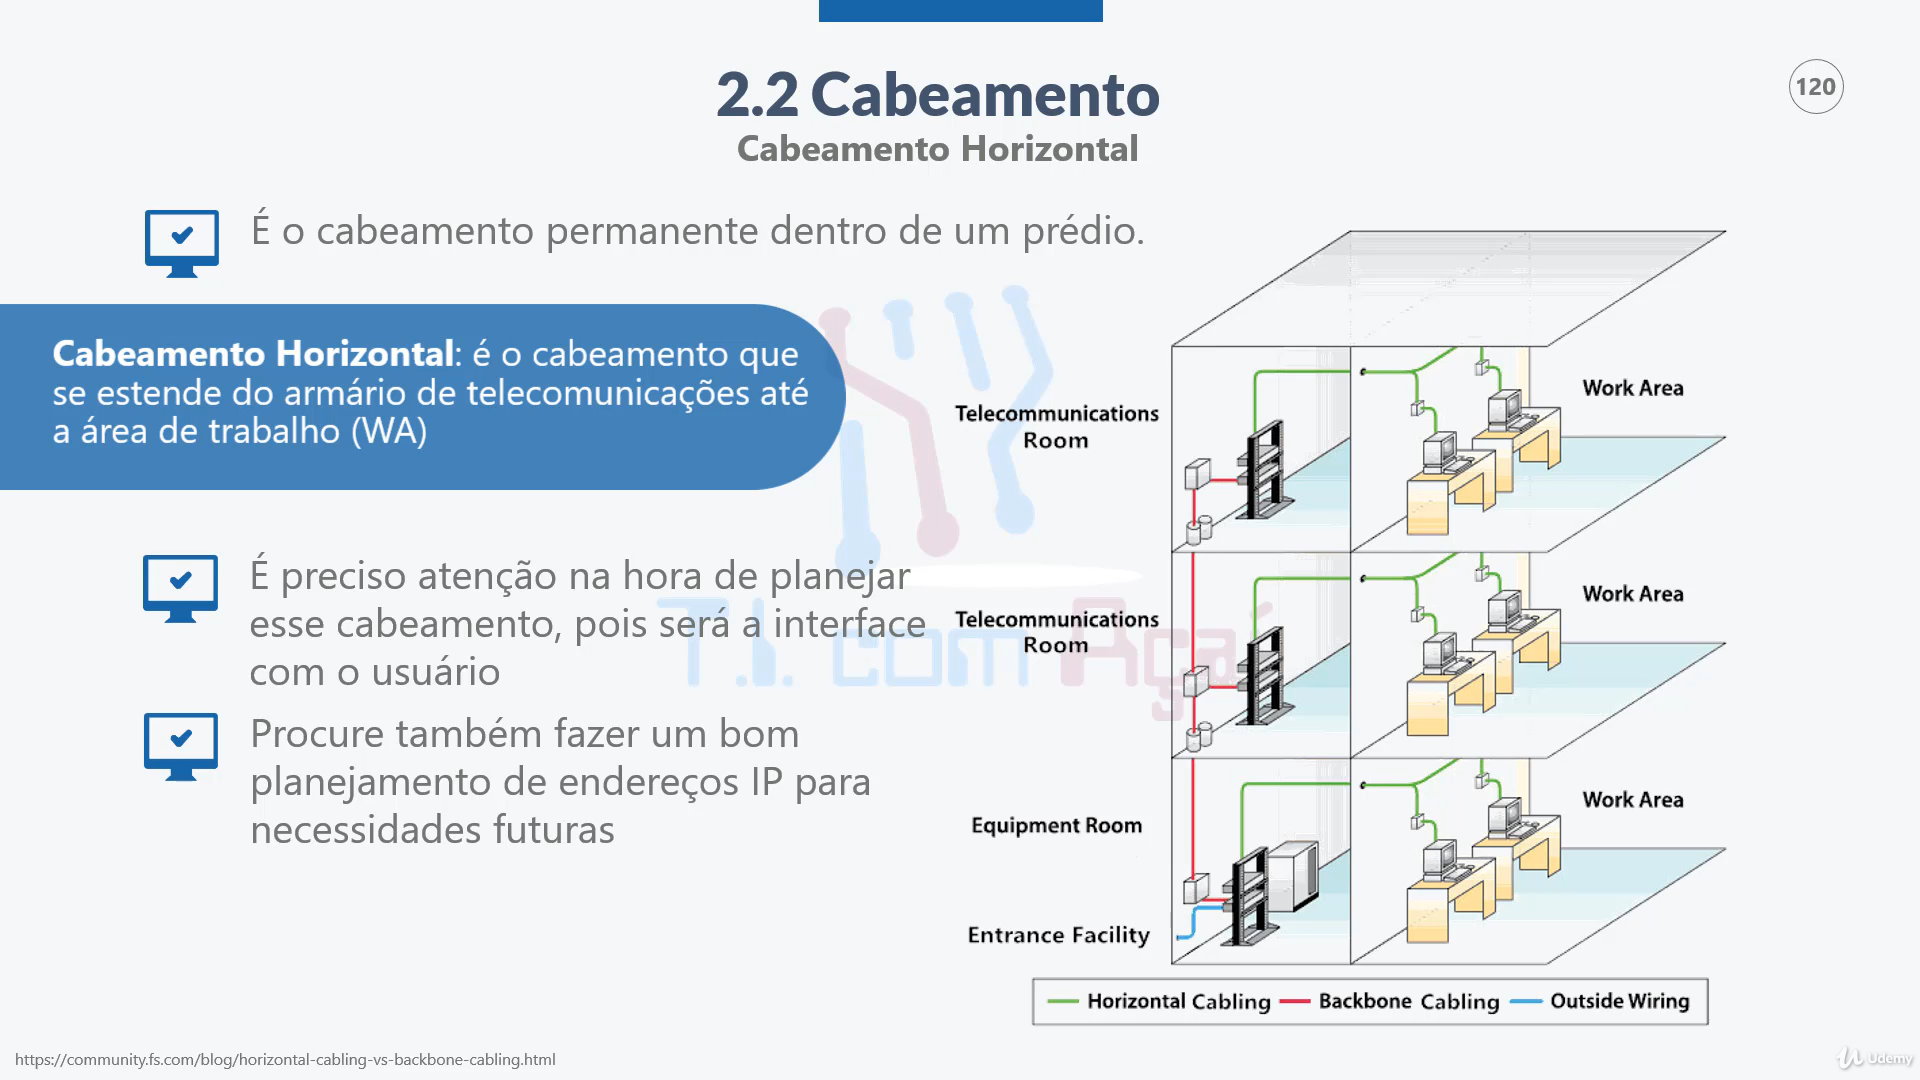 2.2 Cabeamento
120
Cabeamento Horizontal
É o cabeamento permanente dentro de um prédio.
Cabeamento Horizontal: é o cabeamento que
se estende do armário de telecomunicações até
a área de trabalho (WA)
É preciso atenção na hora de planejar
esse cabeamento, pois será a interface
com o usuário
Procure também fazer um bom
planejamento de endereços IP para
necessidades futuras
T.I. com Açaí
Telecommunications
Room
Work Area
Telecommunications
Room
Work Area
Equipment Room
Work Area
Entrance Facility
Horizontal Cabling Backbone Cabling Outside Wiring
https://community.fs.com/blog/horizontal-cabling-vs-backbone-cabling.html
Udemy